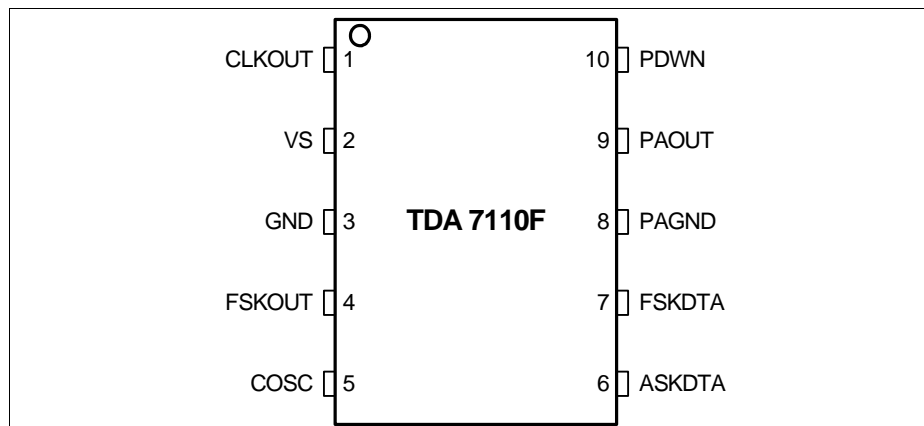 CLKOUT 1 10 PDWN
VS 2 9 PAOUT
GND 3 TDA 7110F 8 PAGND
FSKOUT 4 7 FSKDTA
COSC 5 6 ASKDTA